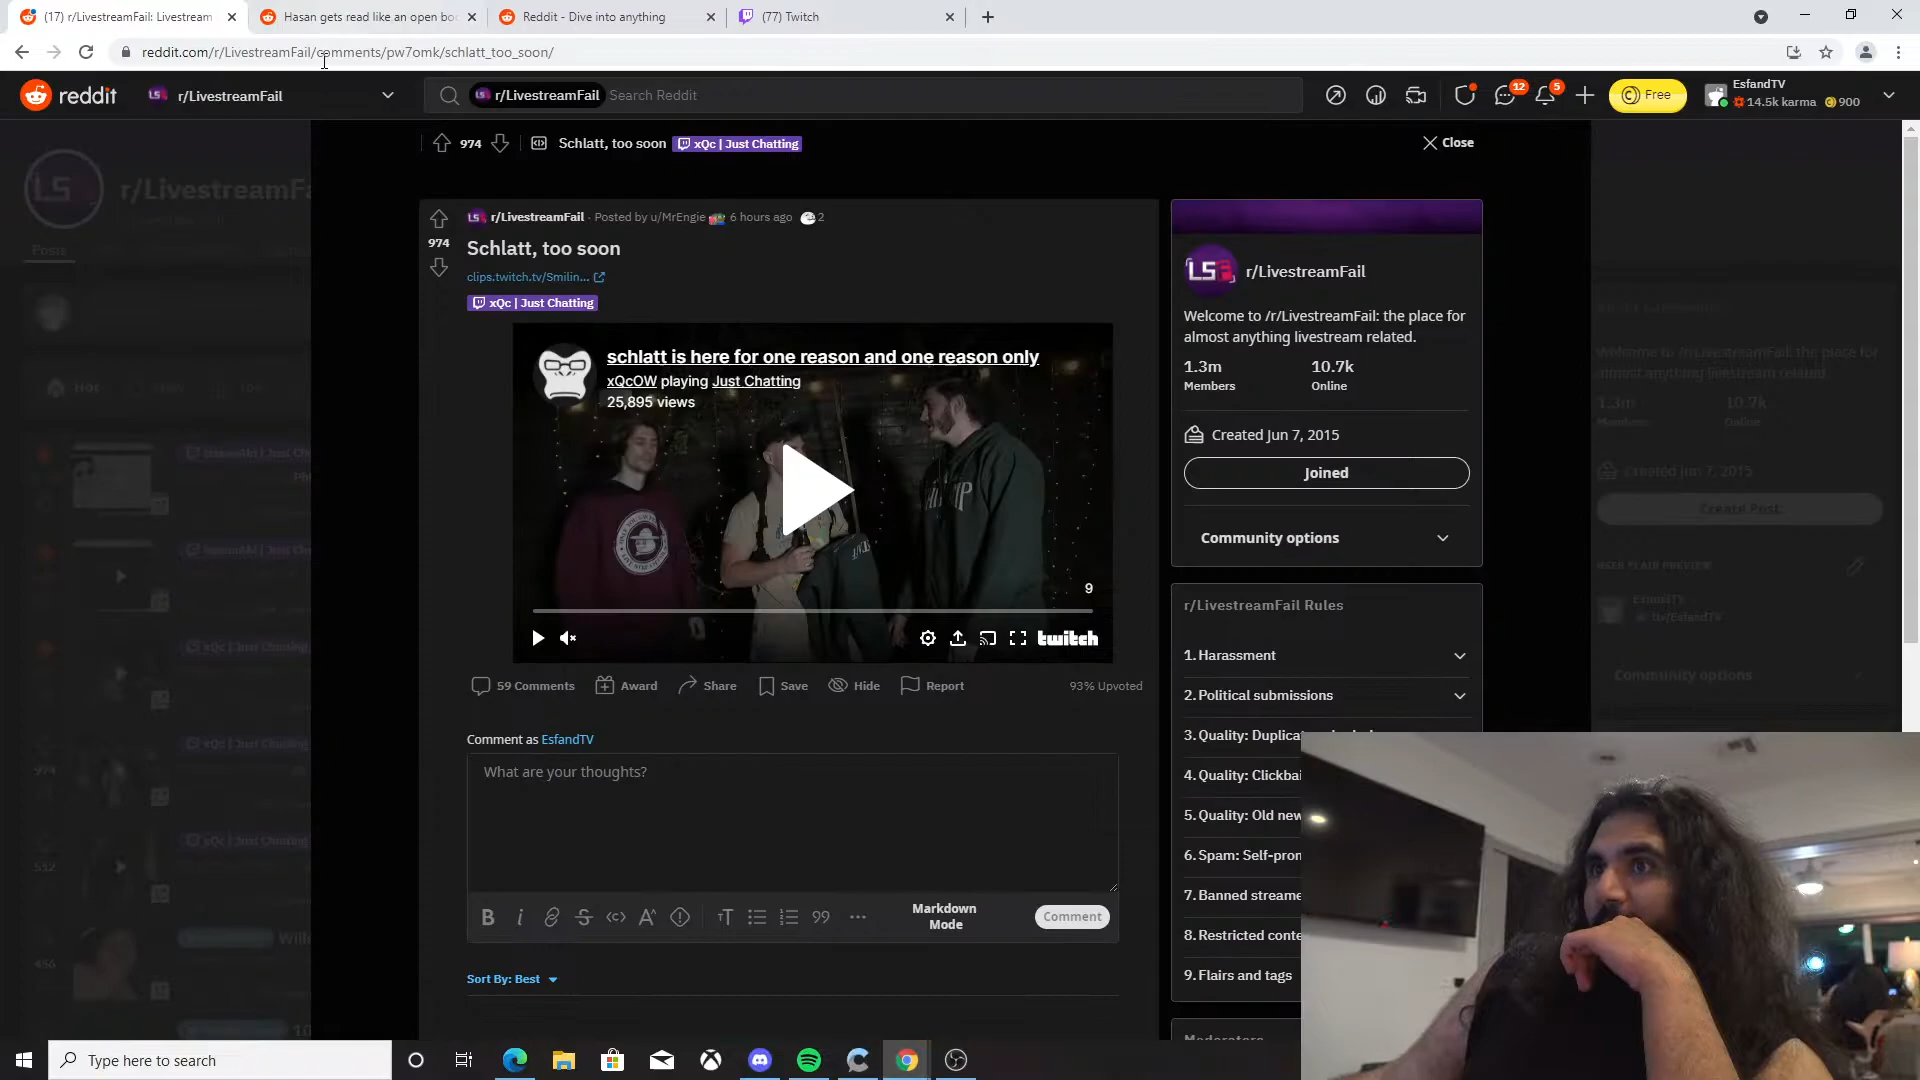 (17) r/LivestreamFail: Livestream
Hasan gets read like an open bo
Reddit - Dive into anything
(77) Twitch
reddit.com/r/LivestreamFail/comments/pw7omk/schlatt_too_soon/
reddit
r/LivestreamFail
r/LivestreamFail
Search Reddit
12
5
Free
EsfandTV
14.5k karma
900
974
Schlatt, too soon
xQc | Just Chatting
Close
r/LivestreamFail · Posted by u/MrEngie 6 hours ago 2
974
Schlatt, too soon
clips.twitch.tv/Smilin...
xQc | Just Chatting
schlatt is here for one reason and one reason only
xQcOW playing Just Chatting
25,895 views
9
twitch
59 Comments
Award
Share
Save
Hide
Report
93% Upvoted
Comment as EsfandTV
What are your thoughts?
Markdown
Mode
Comment
Sort By: Best
r/LivestreamFail
Welcome to /r/LivestreamFail: the place for
almost anything livestream related.
1.3m
10.7k
Members
Online
Created Jun 7, 2015
Joined
Community options
r/LivestreamFail Rules
1. Harassment
2. Political submissions
3. Quality:
4. Quality: Clickbai
5. Quality: Old new
6. Spam: Self-pron
7. Banned streame
8. Restricted conte
9. Flairs and tags
Moderators
Posts
Create Post
Community options
Type here to search